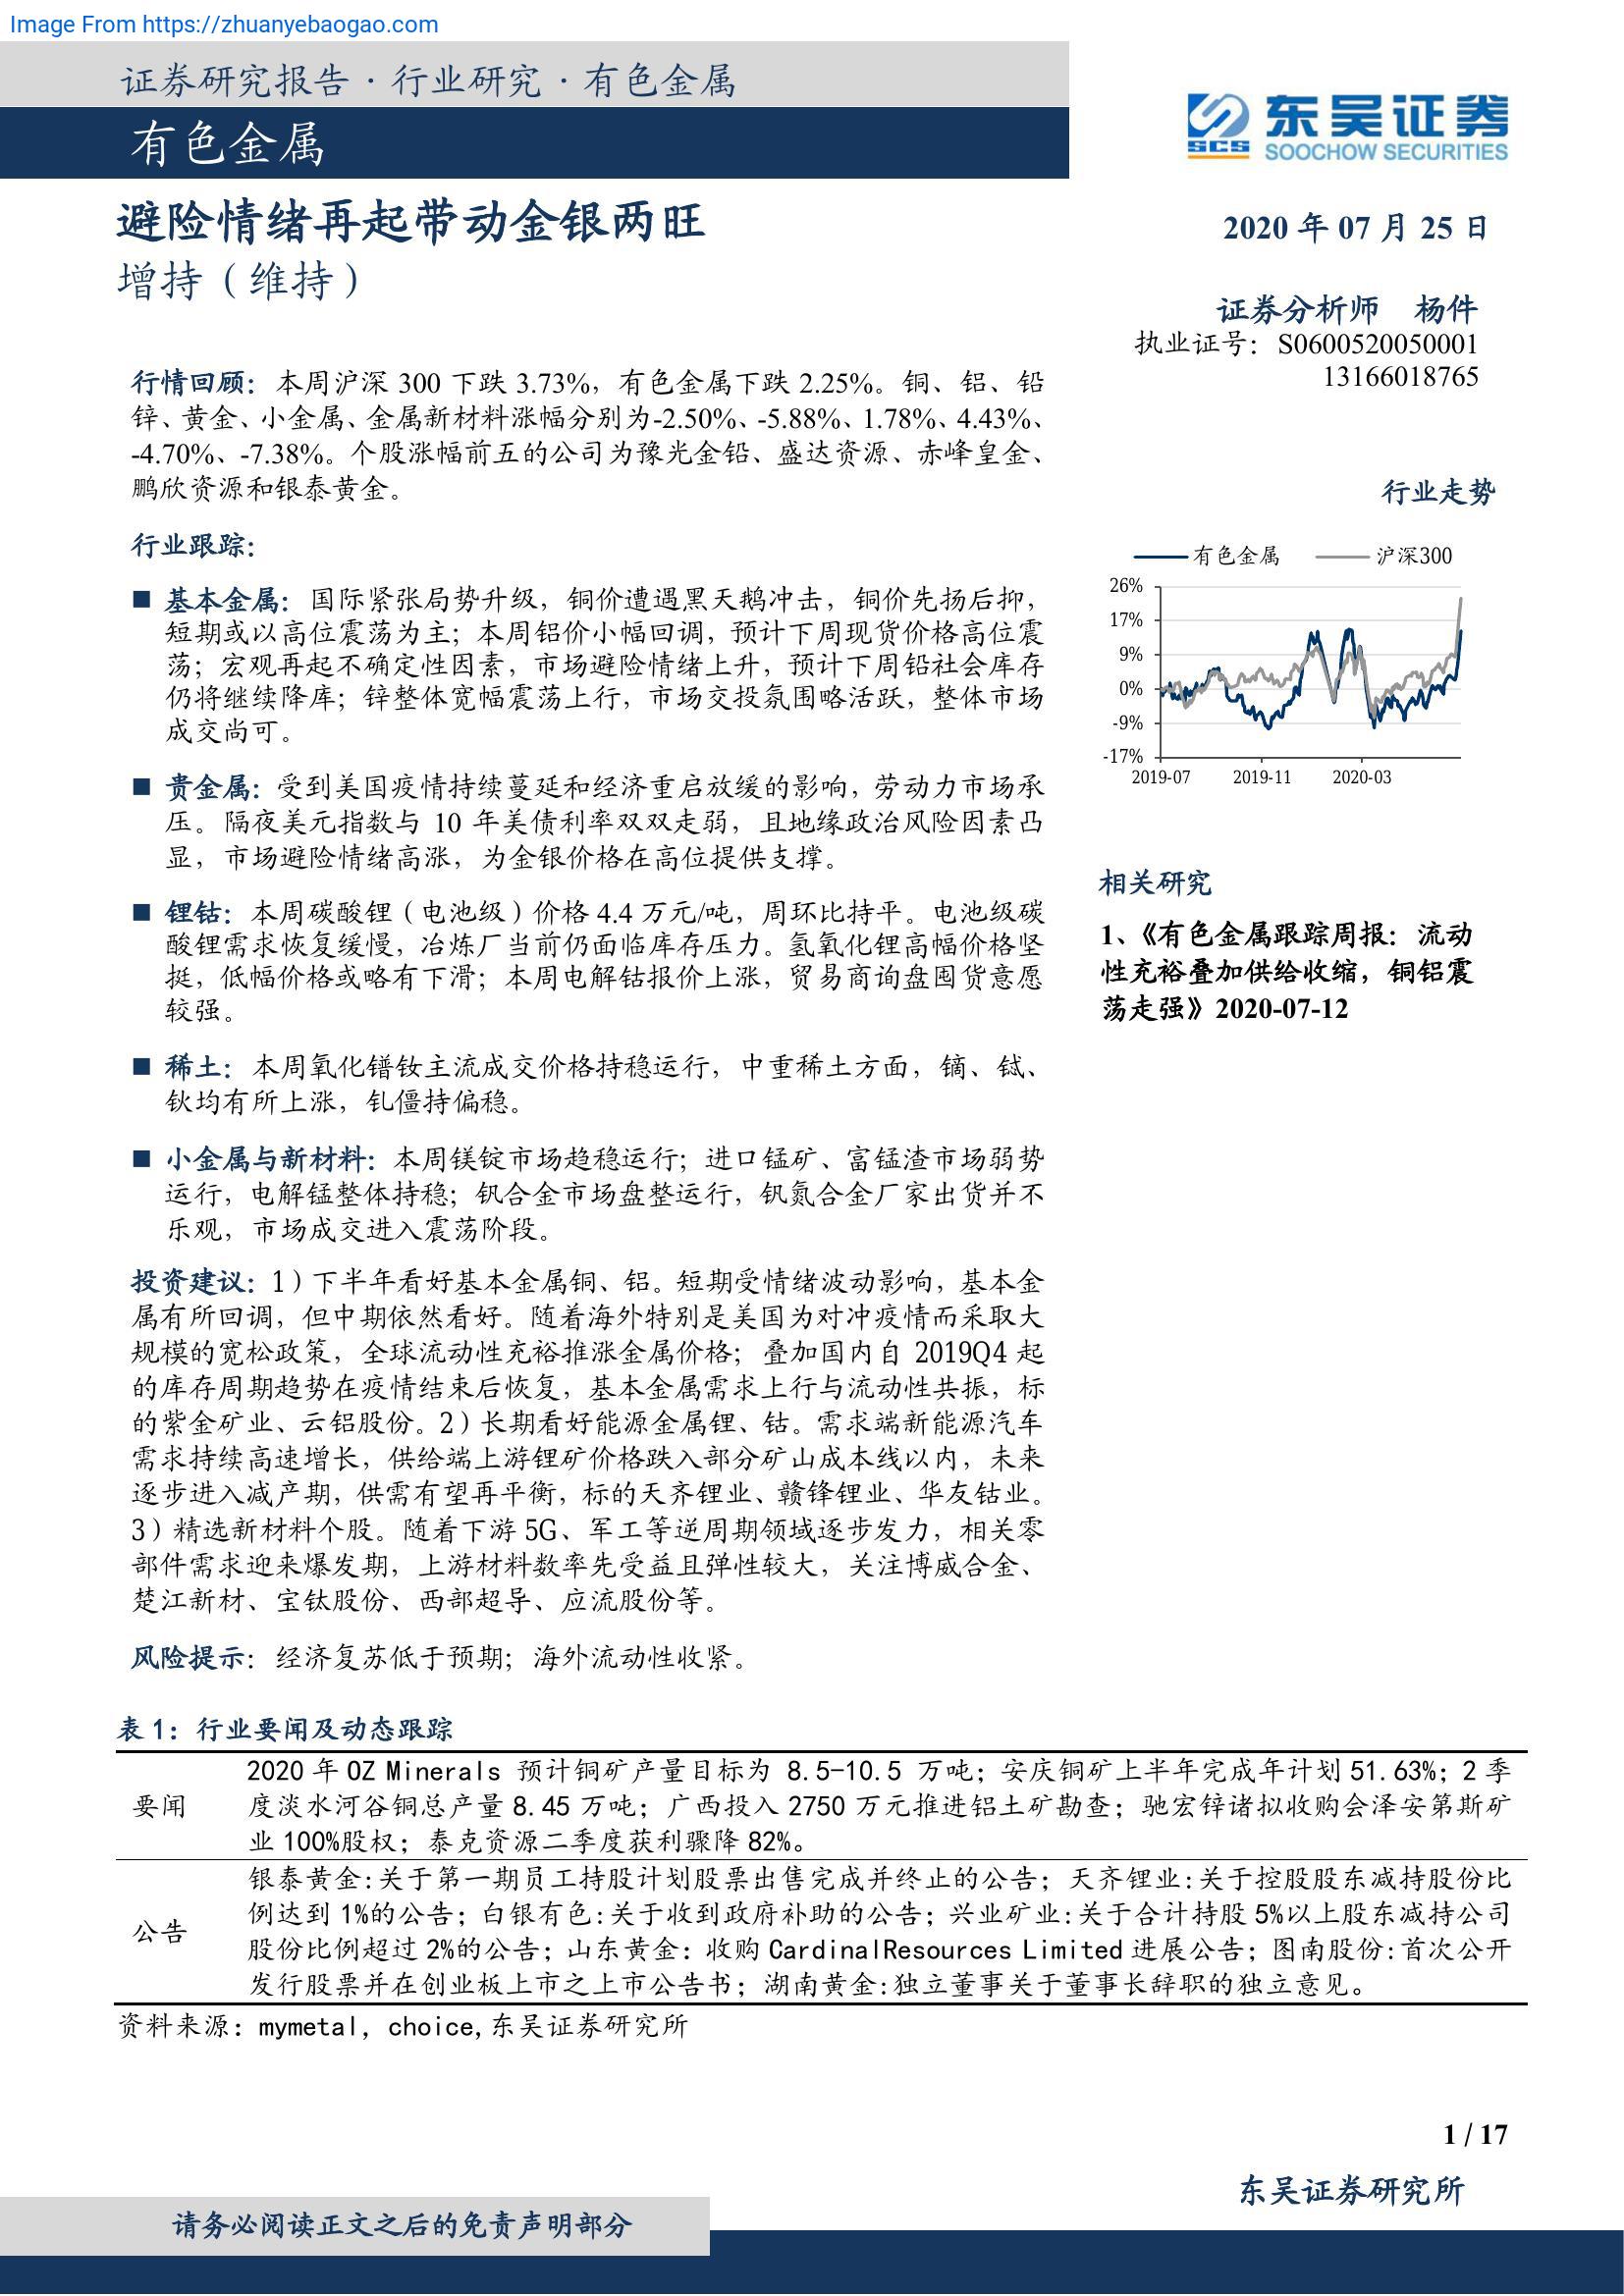 Image From https://zhuanyebaogao.com
证券研究报告·行业研究·有色金属
有色金属
SCS 东吴证券
SOOCHOW SECURITIES
避险情绪再起带动金银两旺
增持（维持）
2020 年 07 月 25 日
证券分析师 杨件
执业证号：S0600520050001
13166018765
行情回顾：本周沪深 300 下跌 3.73%，有色金属下跌 2.25%。铜、铝、铅
锌、黄金、小金属、金属新材料涨幅分别为-2.50%、-5.88%、1.78%、4.43%、
-4.70%、-7.38%。个股涨幅前五的公司为豫光金铅、盛达资源、赤峰皇金、
鹏欣资源和银泰黄金。
行业跟踪：
■ 基本金属：国际紧张局势升级，铜价遭遇黑天鹅冲击，铜价先扬后抑，
短期或以高位震荡为主；本周铝价小幅回调，预计下周现货价格高位震
荡；宏观再起不确定性因素，市场避险情绪上升，预计下周铅社会库存
仍将继续降库；锌整体宽幅震荡上行，市场交投氛围略活跃，整体市场
成交尚可。
■ 贵金属：受到美国疫情持续蔓延和经济重启放缓的影响，劳动力市场承
压。隔夜美元指数与 10 年美债利率双双走弱，且地缘政治风险因素凸
显，市场避险情绪高涨，为金银价格在高位提供支撑。
■ 锂钴：本周碳酸锂（电池级）价格 4.4 万元/吨，周环比持平。电池级碳
酸锂需求恢复缓慢，冶炼厂当前仍面临库存压力。氢氧化锂高幅价格坚
挺，低幅价格或略有下滑；本周电解钴报价上涨，贸易商询盘囤货意愿
较强。
■ 稀土：本周氧化镨钕主流成交价格持稳运行，中重稀土方面，镝、铽、
钬均有所上涨，钆僵持偏稳。
■ 小金属与新材料：本周镁锭市场趋稳运行；进口锰矿、富锰渣市场弱势
运行，电解锰整体持稳；钒合金市场盘整运行，钒氮合金厂家出货并不
乐观，市场成交进入震荡阶段。
投资建议：1）下半年看好基本金属铜、铝。短期受情绪波动影响，基本金
属有所回调，但中期依然看好。随着海外特别是美国为对冲疫情而采取大
规模的宽松政策，全球流动性充裕推涨金属价格；叠加国内自 2019Q4 起
的库存周期趋势在疫情结束后恢复，基本金属需求上行与流动性共振，标
的紫金矿业、云铝股份。2）长期看好能源金属锂、钴。需求端新能源汽车
需求持续高速增长，供给端上游锂矿价格跌入部分矿山成本线以内，未来
逐步进入减产期，供需有望再平衡，标的天齐锂业、赣锋锂业、华友钴业。
3）精选新材料个股。随着下游 5G、军工等逆周期领域逐步发力，相关零
部件需求迎来爆发期，上游材料数率先受益且弹性较大，关注博威合金、
楚江新材、宝钛股份、西部超导、应流股份等。
风险提示：经济复苏低于预期；海外流动性收紧。
行业走势
有色金属 沪深300
26%
17%
9%
0%
-9%
-17%
2019-07 2019-11 2020-03
相关研究
1、《有色金属跟踪周报：流动
性充裕叠加供给收缩，铜铝震
荡走强》2020-07-12
表 1：行业要闻及动态跟踪
要闻
2020 年 OZ Minerals 预计铜矿产量目标为 8.5-10.5 万吨；安庆铜矿上半年完成年计划 51.63%；2 季
度淡水河谷铜总产量 8.45 万吨；广西投入 2750 万元推进铝土矿勘查；驰宏锌诸拟收购会泽安第斯矿
业 100%股权；泰克资源二季度获利骤降 82%。
公告
银泰黄金:关于第一期员工持股计划股票出售完成并终止的公告；天齐锂业:关于控股股东减持股份比
例达到 1%的公告；白银有色:关于收到政府补助的公告；兴业矿业:关于合计持股 5%以上股东减持公司
股份比例超过 2%的公告；山东黄金：收购 CardinalResources Limited 进展公告；图南股份:首次公开
发行股票并在创业板上市之上市公告书；湖南黄金:独立董事关于董事长辞职的独立意见。
资料来源：mymetal, choice,东吴证券研究所
1 / 17
东吴证券研究所
请务必阅读正文之后的免责声明部分